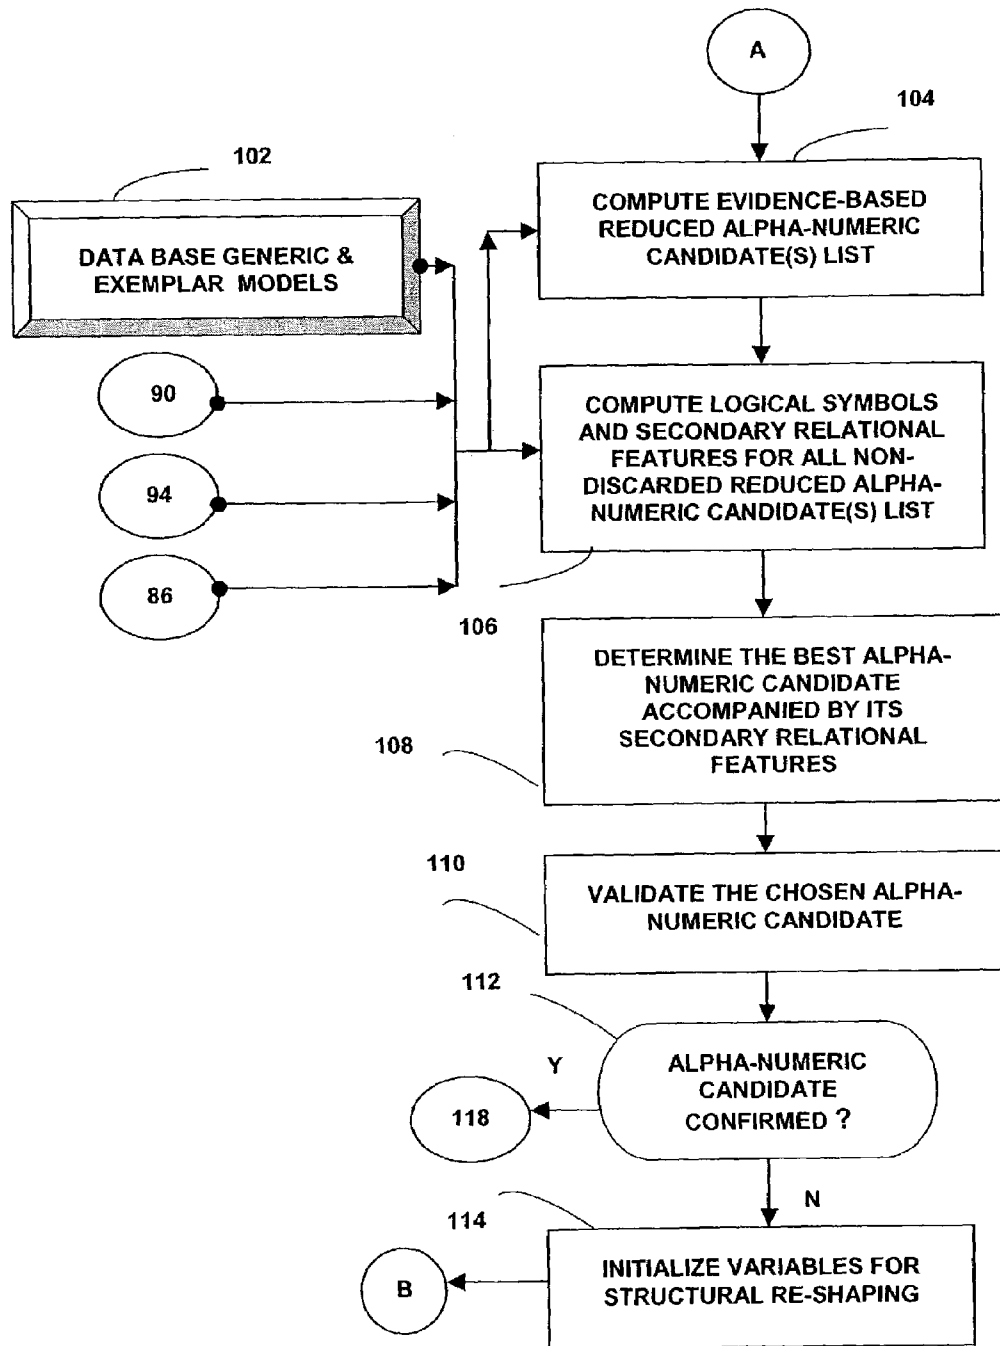 A
104
102
COMPUTE EVIDENCE-BASED
REDUCED ALPHA-NUMERIC
CANDIDATE(S) LIST
DATA BASE GENERIC &
EXEMPLAR MODELS
90
COMPUTE LOGICAL SYMBOLS
AND SECONDARY RELATIONAL
FEATURES FOR ALL NON-
DISCARDED REDUCED ALPHA-
NUMERIC CANDIDATE(S) LIST
94
86
106
DETERMINE THE BEST ALPHA-
NUMERIC CANDIDATE
ACCOMPANIED BY ITS
SECONDARY RELATIONAL
FEATURES
108
110
VALIDATE THE CHOSEN ALPHA-
NUMERIC CANDIDATE
112
Y
ALPHA-NUMERIC
CANDIDATE
CONFIRMED ?
118
N
114
INITIALIZE VARIABLES FOR
STRUCTURAL RE-SHAPING
B